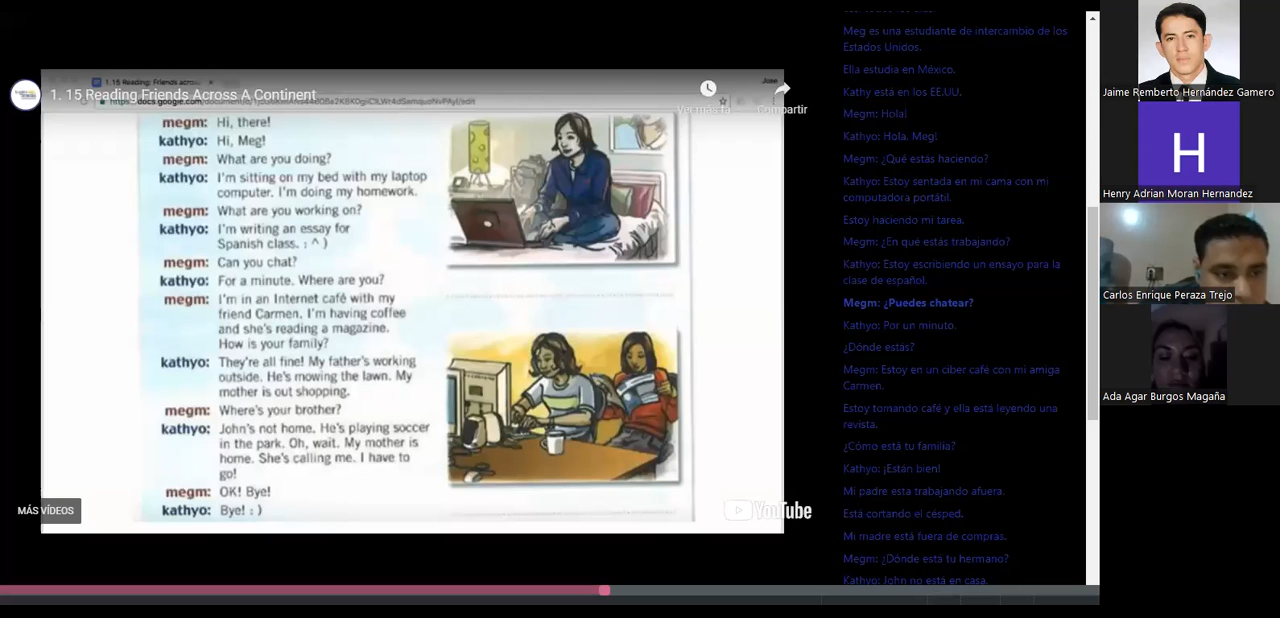 1. 15 Reading Friends Across A Continent
Jose
Ver más ta
Compartir
megm: Hi, there!
kathyo: Hi, Meg!
megm: What are you doing?
kathyo: I'm sitting on my bed with my laptop
computer. I'm doing my homework.
megm: What are you working on?
kathyo: I'm writing an essay for
Spanish class. : ^ )
megm: Can you chat?
kathyo: For a minute. Where are you?
megm: I'm in an Internet café with my
friend Carmen. I'm having coffee
and she's reading a magazine.
How is your family?
kathyo: They're all fine! My father's working
outside. He's mowing the lawn. My
mother is out shopping.
megm: Where's your brother?
kathyo: John's not home. He's playing soccer
in the park. Oh, wait. My mother is
home. She's calling me. I have to
go!
megm: OK! Bye!
kathyo: Bye! : )
MÁS VÍDEOS
YouTube
Meg es una estudiante de intercambio de los
Estados Unidos.
Ella estudia en México.
Kathy está en los EE.UU.
Megm: Hola!
Kathyo: Hola, Meg!
Megm: ¿Qué estás haciendo?
Kathyo: Estoy sentada en mi cama con mi
computadora portátil.
Estoy haciendo mi tarea.
Megm: ¿En qué estás trabajando?
Kathyo: Estoy escribiendo un ensayo para la
clase de español.
Megm: ¿Puedes chatear?
Kathyo: Por un minuto.
¿Dónde estás?
Megm: Estoy en un ciber café con mi amiga
Carmen.
Estoy tomando café y ella está leyendo una
revista.
¿Cómo está tu familia?
Kathyo: ¡Están bien!
Mi padre esta trabajando afuera.
Está cortando el césped.
Mi madre está fuera de compras.
Megm: ¿Dónde está tu hermano?
Kathyo: John no está en casa.
Jaime Remberto Hernández Gamero
H
Henry Adrian Moran Hernandez
Carlos Enrique Peraza Trejo
Ada Agar Burgos Magaña